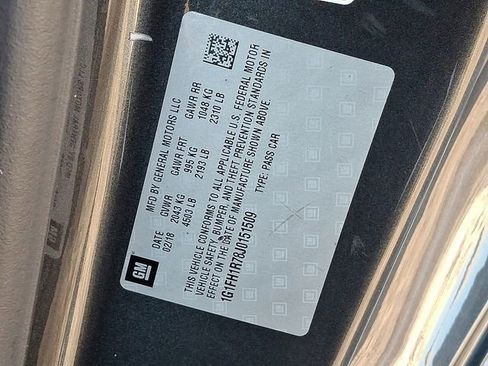 MFD BY GENERAL MOTORS LLC
DATE GVWR GAWR FRT GAWR RR
02/18 2043 KG 995 KG 1048 KG
4503 LB 2193 LB 2310 LB
THIS VEHICLE CONFORMS TO ALL APPLICABLE U.S. FEDERAL MOTOR
VEHICLE SAFETY, BUMPER, AND THEFT PREVENTION STANDARDS IN
EFFECT ON THE DATE OF MANUFACTURE SHOWN ABOVE.
1G1FH1R78J0151509 TYPE: PASS CAR
GM